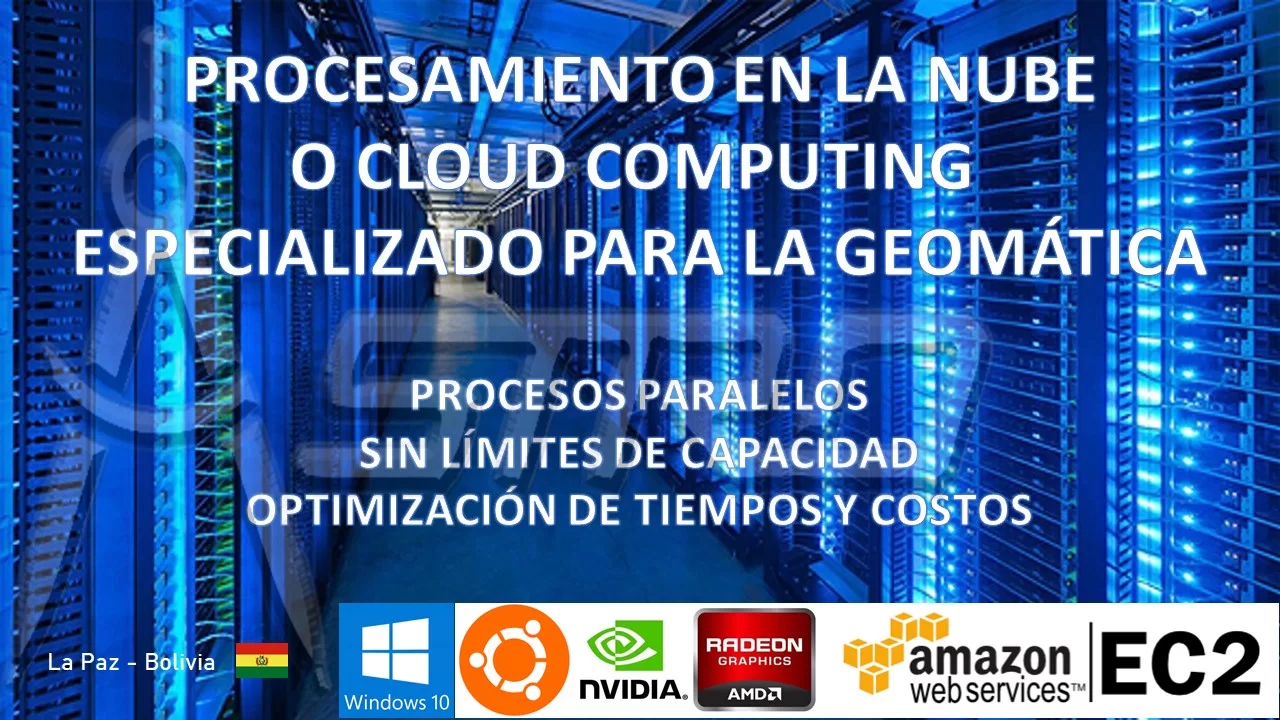 PROCESAMIENTO EN LA NUBE
O CLOUD COMPUTING
ESPECIALIZADO PARA LA GEOMÁTICA
PROCESOS PARALELOS
SIN LÍMITES DE CAPACIDAD
OPTIMIZACIÓN DE TIEMPOS Y COSTOS
La Paz - Bolivia
Windows 10
NVIDIA.
RADEON
GRAPHICS
AMD
amazon
web services™
EC2